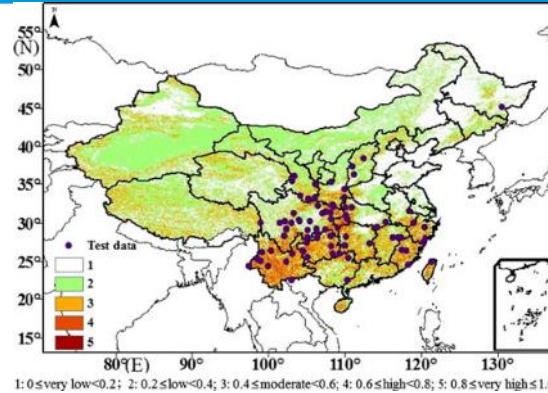 N
(N)
55°
50°
45°
40°
35°
30°
25°
20°
15°
Test data
1
2
3
4
5
80°(E) 90° 100° 110° 120° 130°
1: 0≤very low<0.2; 2: 0.2≤low<0.4; 3: 0.4≤moderate<0.6; 4: 0.6≤high<0.8; 5: 0.8≤very high≤1.